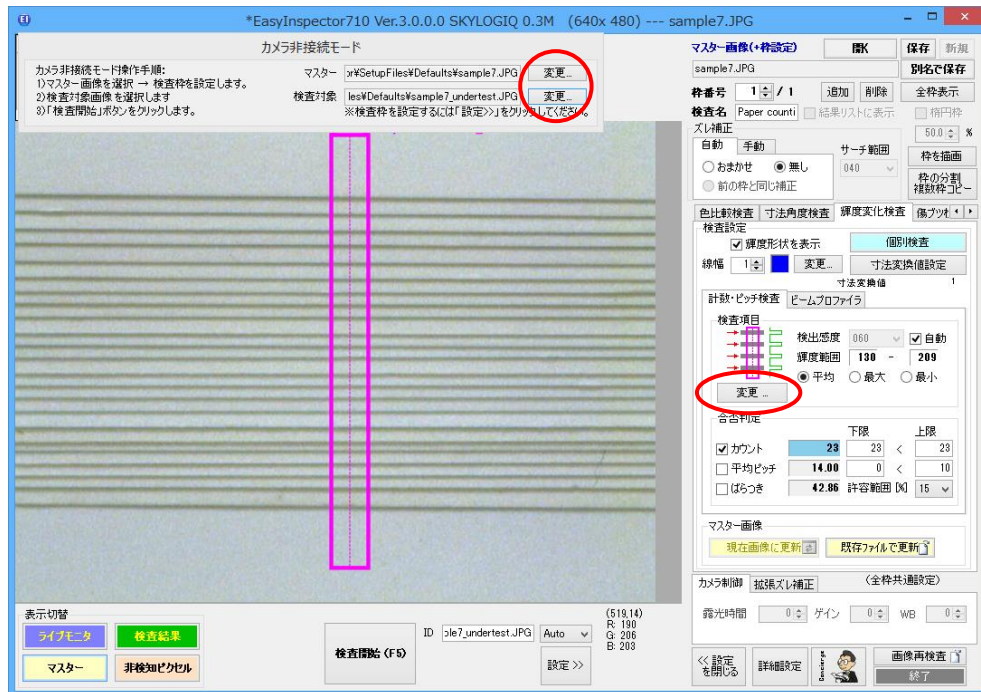 *EasyInspector710 Ver.3.0.0.0 SKYLOGIQ 0.3M (640x 480) --- sample7.JPG
カメラ非接続モード
カメラ非接続モード操作手順:
1)マスター画像を選択 → 検査枠を設定します。
2)検査対象画像を選択します
3)「検査開始」ボタンをクリックします。
マスター ɔr¥SetupFiles¥Defaults¥sample7.JPG 変更...
検査対象 les¥Defaults¥sample7_undertest.JPG 変更...
※検査枠を設定するには「設定>>」をクリックしてください。
マスター画像(+枠設定) 開く 保存 新規
sample7.JPG 別名で保存
枠番号 1 / 1 追加 削除 全枠表示
検査名 Paper counti 結果リストに表示 楕円枠
ズレ補正 50.0 %
自動 手動 サーチ範囲 枠を描画
おまかせ 無し 040
前の枠と同じ補正 枠の分割
複数枠コピー
色比較検査 寸法角度検査 輝度変化検査 傷ブツ
検査設定
輝度形状を表示 個別検査
線幅 1 変更... 寸法変換値設定
寸法変換値 1
計数・ピッチ検査 ビームプロファイラ
検査項目
検出感度 060 自動
輝度範囲 130 - 209
平均 最大 最小
変更 ...
合否判定
下限 上限
カウント 23 23 < 23
平均ピッチ 14.00 0 < 10
ばらつき 42.86 許容範囲 [%] 15
マスター画像
現在画像に更新 既存ファイルで更新
カメラ制御 拡張ズレ補正 (全枠共通設定)
露光時間 0 ゲイン 0 WB 0
表示切替
ライブモニタ 検査結果
マスター 非検知ピクセル
検査開始 (F5)
ID ɔle7_undertest.JPG Auto
設定 >>
(519,14)
R: 190
G: 206
B: 203
<< 設定
を閉じる
詳細設定
Concierge
画像再検査
終了